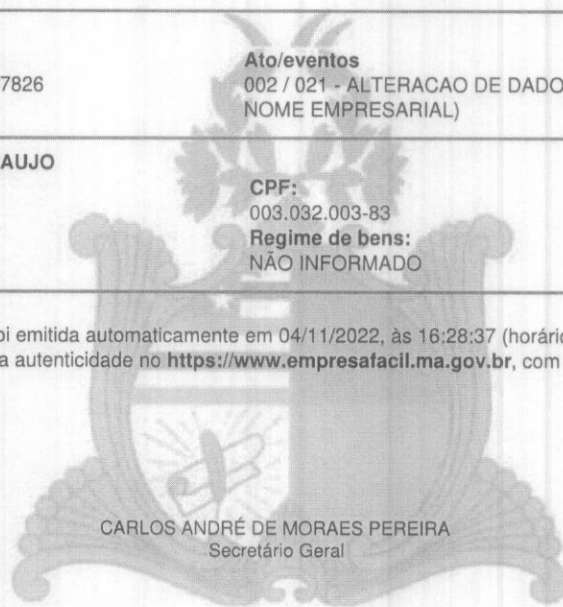 7826
Ato/eventos
002 / 021 - ALTERACAO DE DADO
NOME EMPRESARIAL)
AUJO
CPF:
003.032.003-83
Regime de bens:
NÃO INFORMADO
oi emitida automaticamente em 04/11/2022, às 16:28:37 (horário
a autenticidade no https://www.empresafacil.ma.gov.br, com
CARLOS ANDRÉ DE MORAES PEREIRA
Secretário Geral